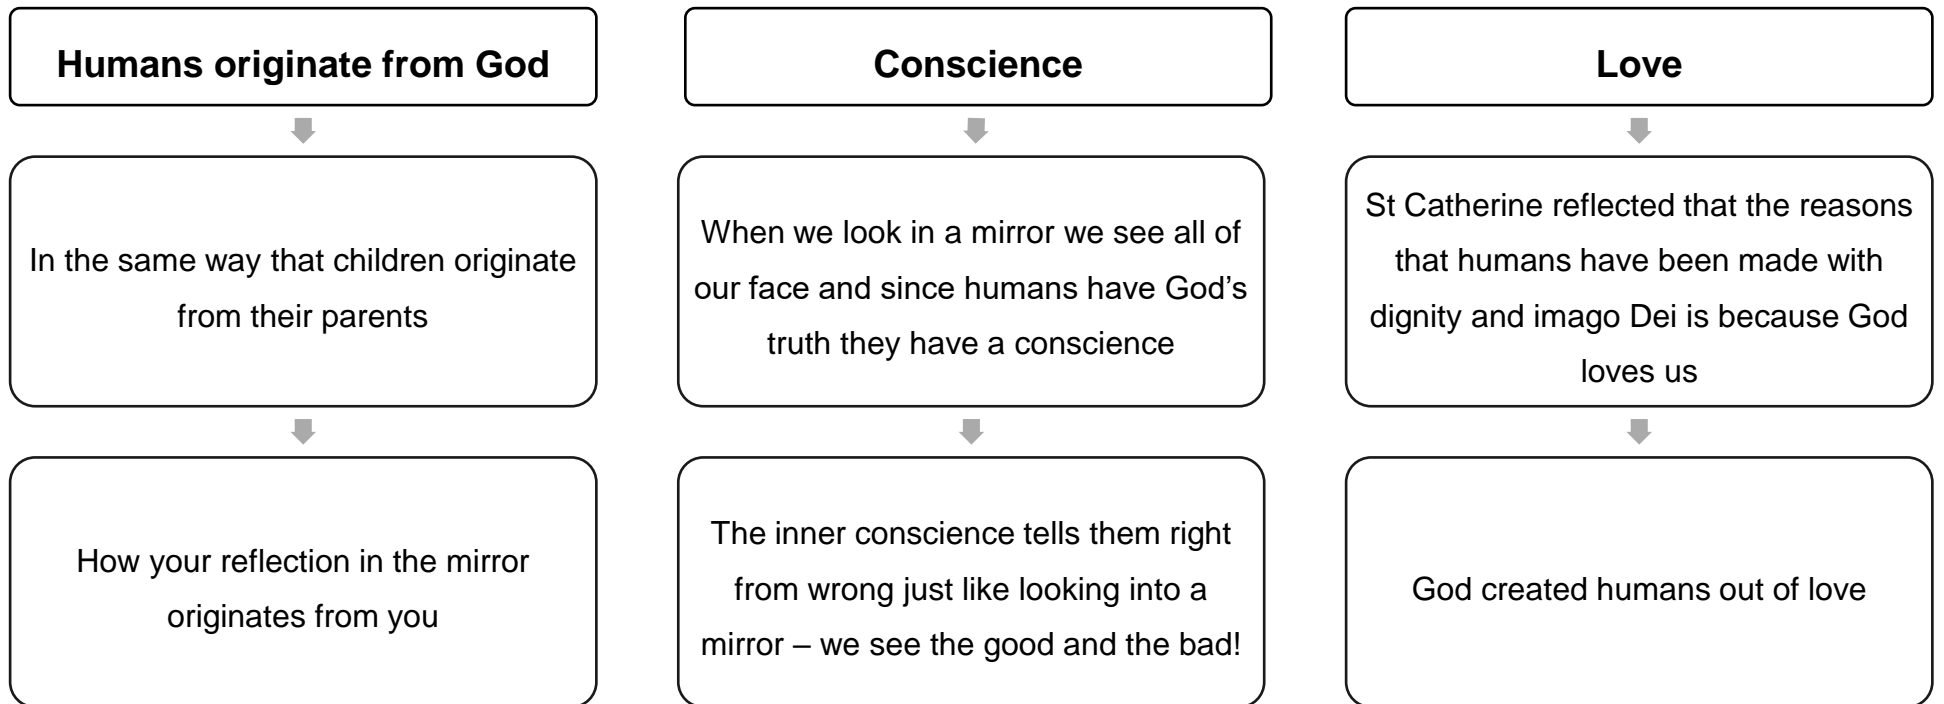 Humans originate from God
In the same way that children originate
from their parents
How your reflection in the mirror
originates from you
Conscience
When we look in a mirror we see all of
our face and since humans have God’s
truth they have a conscience
The inner conscience tells them right
from wrong just like looking into a
mirror – we see the good and the bad!
Love
St Catherine reflected that the reasons
that humans have been made with
dignity and imago Dei is because God
loves us
God created humans out of love